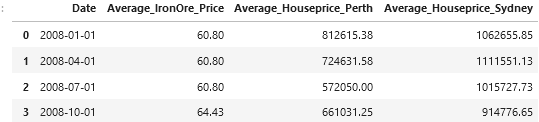 Date Average_IronOre_Price Average_Houseprice_Perth Average_Houseprice_Sydney
0 2008-01-01 60.80 812615.38 1062655.85
1 2008-04-01 60.80 724631.58 1111551.13
2 2008-07-01 60.80 572050.00 1015727.73
3 2008-10-01 64.43 661031.25 914776.65